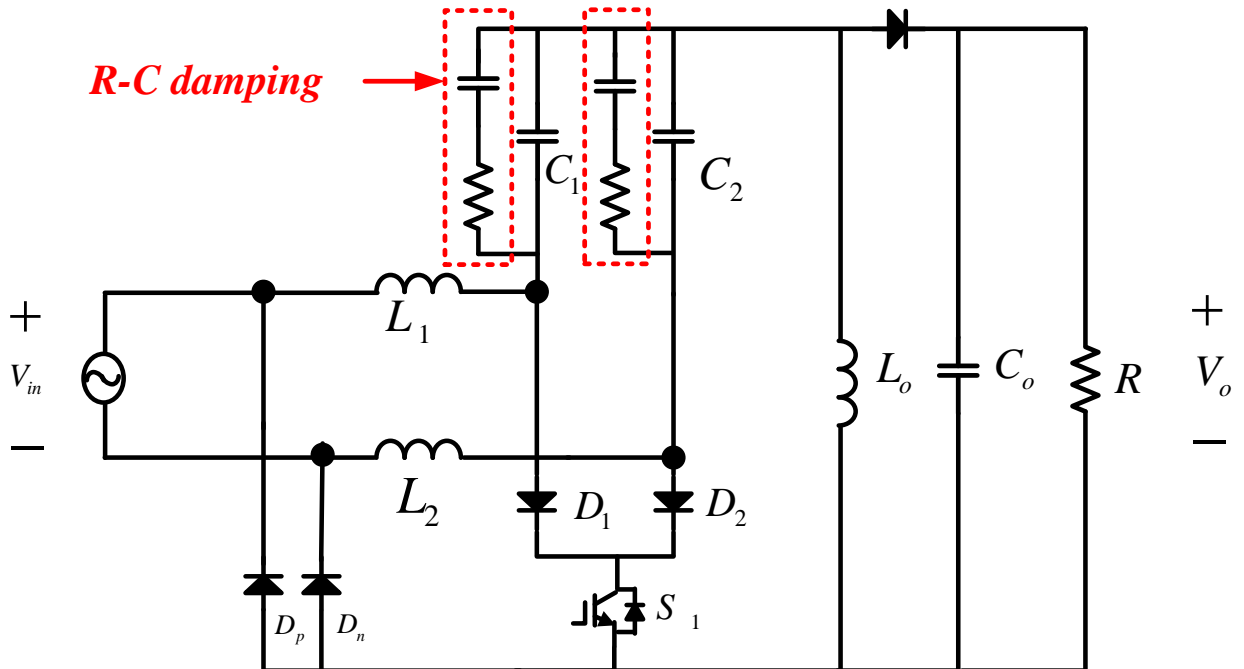 R-C damping
C1
C2
+
Vin
−
L1
L2
D1
D2
Dp
Dn
S1
Lo
Co
R
+
Vo
−